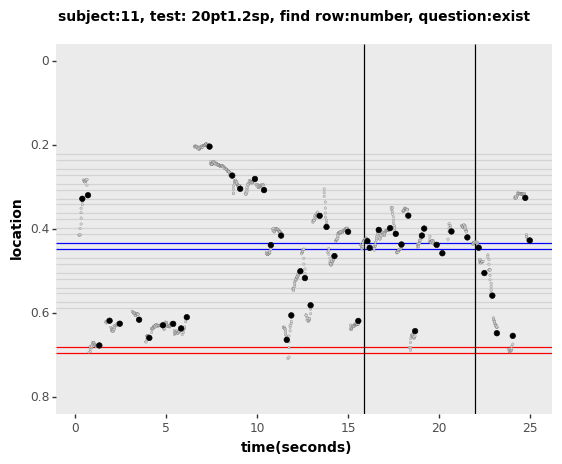 subject:11, test: 20pt1.2sp, find row:number, question:exist
0
0.2
0.4
0.6
0.8
location
0 5 10 15 20 25
time(seconds)